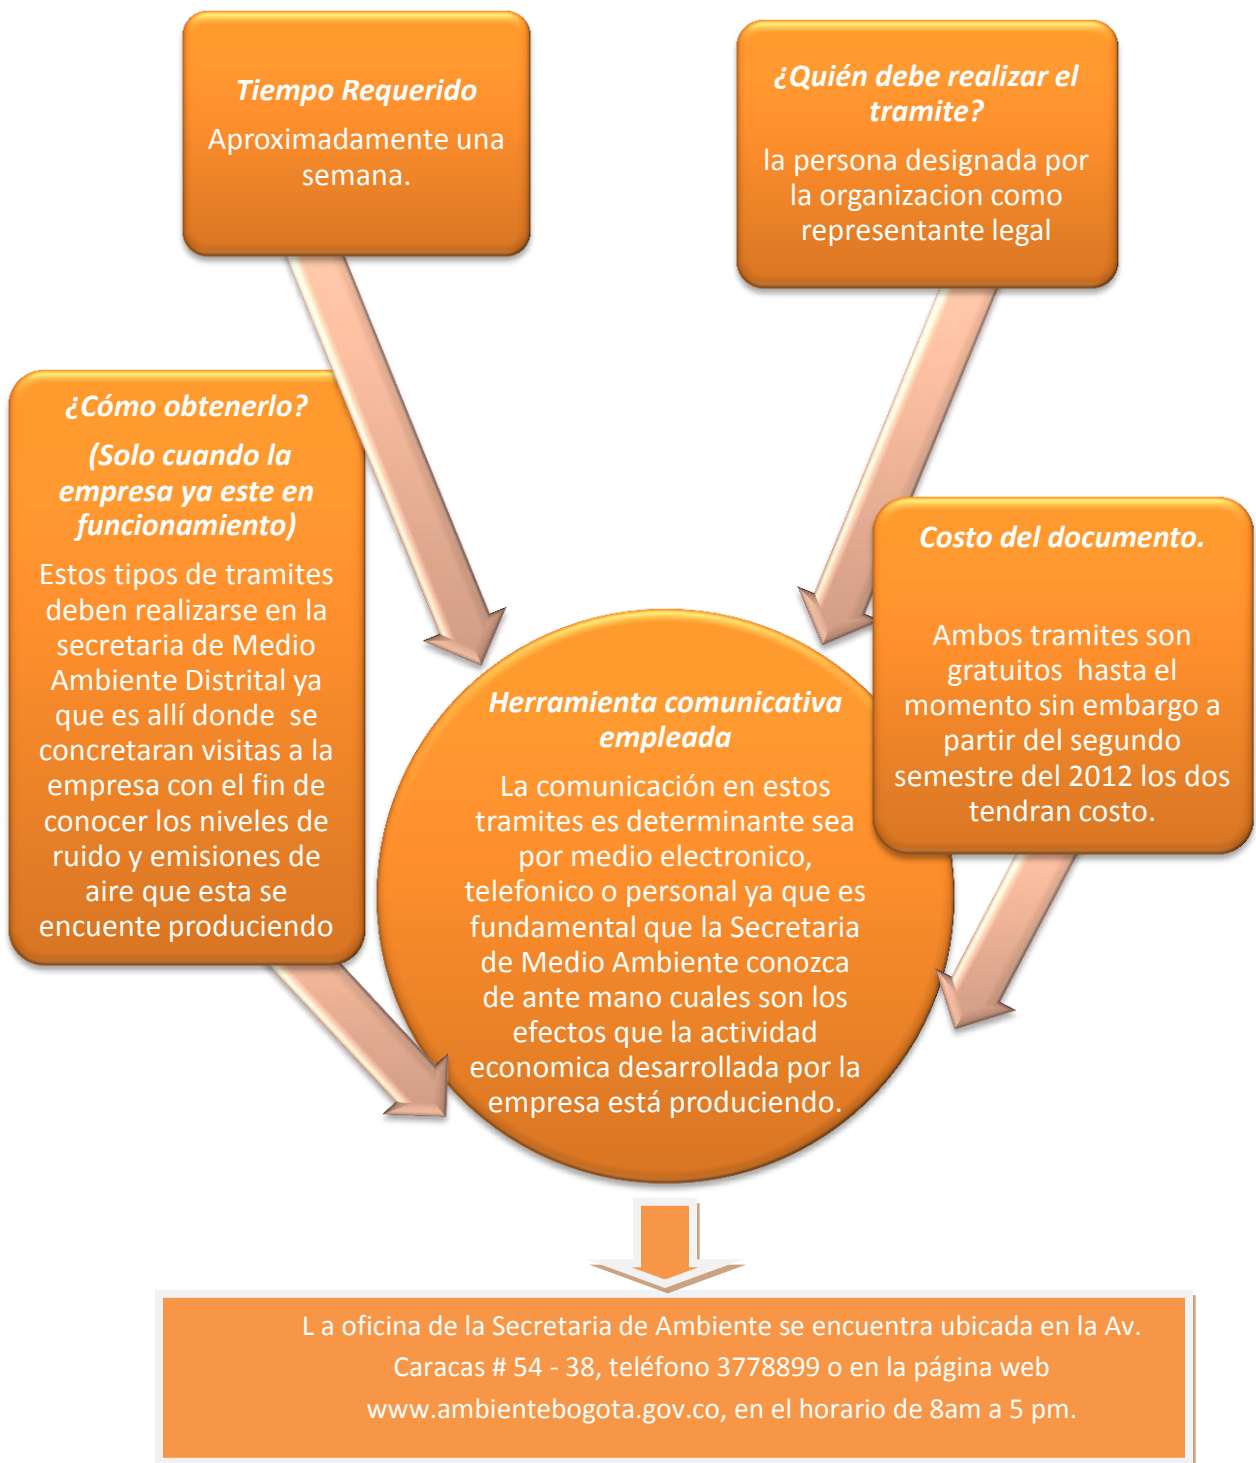 Tiempo Requerido
Aproximadamente una
semana.
¿Quién debe realizar el
tramite?
la persona designada por
la organizacion como
representante legal
¿Cómo obtenerlo?
(Solo cuando la
empresa ya este en
funcionamiento)
Estos tipos de tramites
deben realizarse en la
secretaria de Medio
Ambiente Distrital ya
que es allí donde  se
concretaran visitas a la
empresa con el fin de
conocer los niveles de
ruido y emisiones de
aire que esta se
encuente produciendo
Costo del documento.
Ambos tramites son
gratuitos  hasta el
momento sin embargo a
partir del segundo
semestre del 2012 los dos
tendran costo.
Herramienta comunicativa
empleada
La comunicación en estos
tramites es determinante sea
por medio electronico,
telefonico o personal ya que es
fundamental que la Secretaria
de Medio Ambiente conozca
de ante mano cuales son los
efectos que la actividad
economica desarrollada por la
empresa está produciendo.
L a oficina de la Secretaria de Ambiente se encuentra ubicada en la Av.
Caracas # 54 - 38, teléfono 3778899 o en la página web
www.ambientebogota.gov.co, en el horario de 8am a 5 pm.